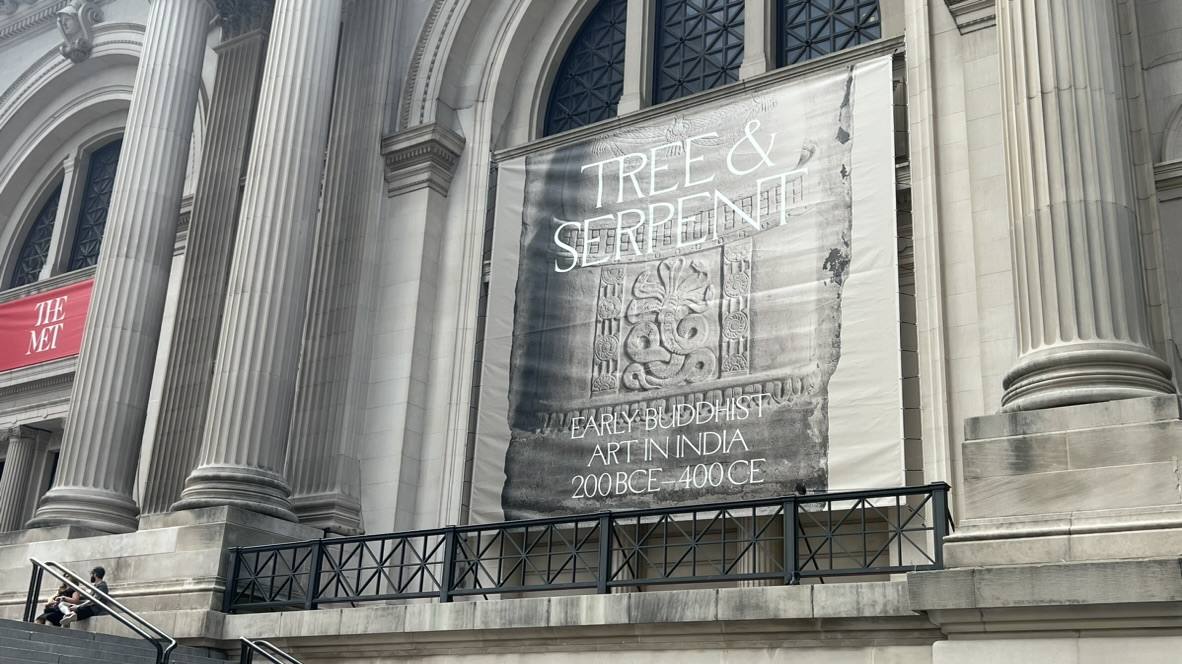 THE
MET
TREE &
SERPENT
EARLY BUDDHIST
ART IN INDIA
200 BCE–400 CE